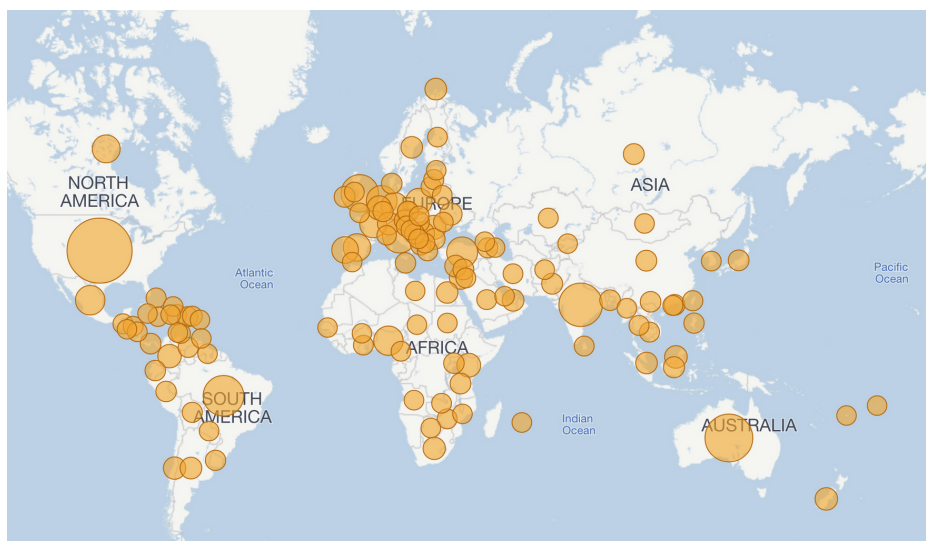 NORTH
AMERICA
ASIA
EUROPE
Atlantic
Ocean
Pacific
Ocean
AFRICA
SOUTH
AMERICA
Indian
Ocean
AUSTRALIA